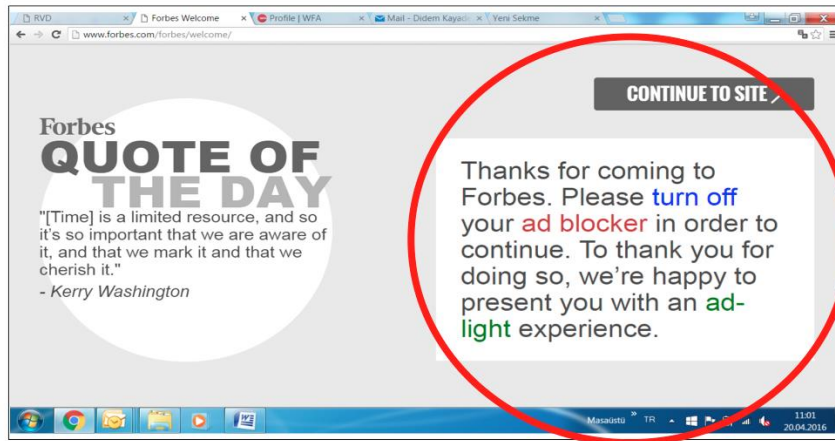 RVD
Forbes Welcome
Profile | WFA
Mail - Didem Kayad
Yeni Sekme
www.forbes.com/forbes/welcome/
CONTINUE TO SITE
Forbes
QUOTE OF
THE DAY
"[Time] is a limited resource, and so
it's so important that we are aware of
it, and that we mark it and that we
cherish it."
- Kerry Washington
Thanks for coming to
Forbes. Please turn off
your ad blocker in order to
continue. To thank you for
doing so, we're happy to
present you with an ad-
light experience.
Masaüstü
TR
11:01
20.04.2016